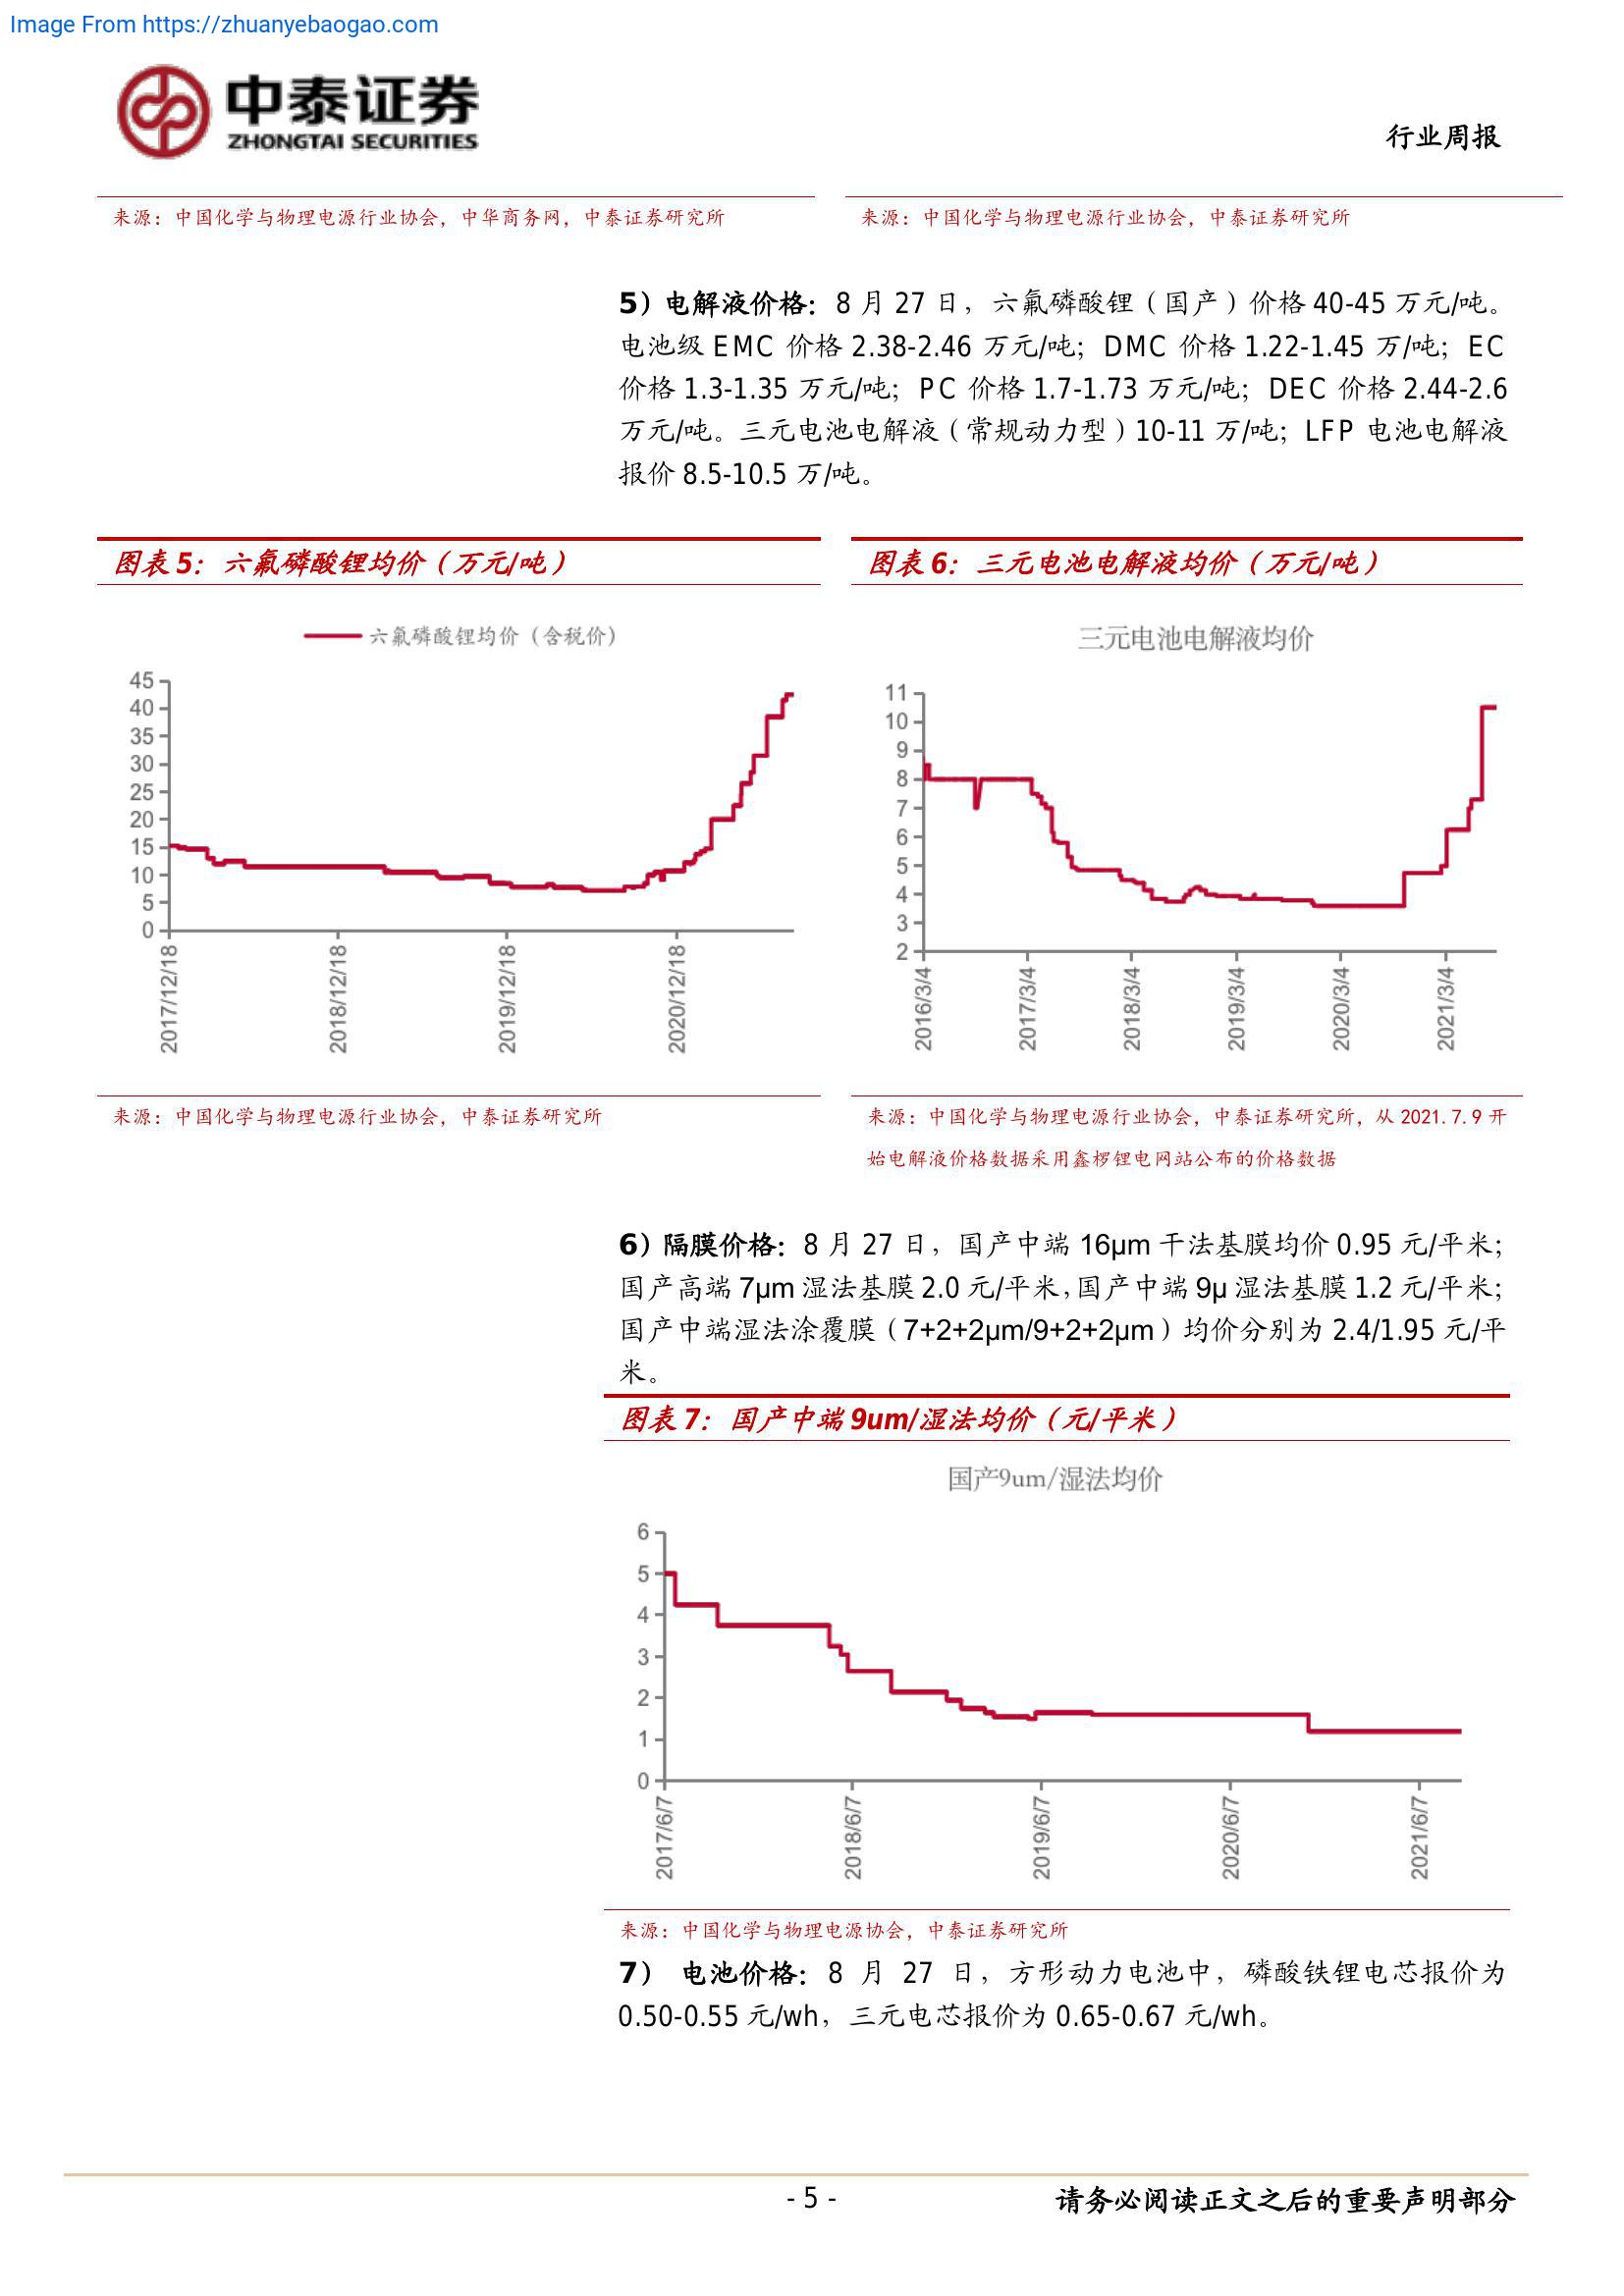 Image From https://zhuanyebaogao.com
中泰证券
ZHONGTAI SECURITIES
行业周报
来源：中国化学与物理电源行业协会，中华商务网，中泰证券研究所
来源：中国化学与物理电源行业协会，中泰证券研究所
5）电解液价格：8 月 27 日，六氟磷酸锂（国产）价格 40-45 万元/吨。
电池级 EMC 价格 2.38-2.46 万元/吨；DMC 价格 1.22-1.45 万/吨；EC
价格 1.3-1.35 万元/吨；PC 价格 1.7-1.73 万元/吨；DEC 价格 2.44-2.6
万元/吨。三元电池电解液（常规动力型）10-11 万/吨；LFP 电池电解液
报价 8.5-10.5 万/吨。
图表 5：六氟磷酸锂均价（万元/吨）
六氟磷酸锂均价（含税价）
45
40
35
30
25
20
15
10
5
0
2017/12/18
2018/12/18
2019/12/18
2020/12/18
来源：中国化学与物理电源行业协会，中泰证券研究所
图表 6：三元电池电解液均价（万元/吨）
三元电池电解液均价
11
10
9
8
7
6
5
4
3
2
2016/3/4
2017/3/4
2018/3/4
2019/3/4
2020/3/4
2021/3/4
来源：中国化学与物理电源行业协会，中泰证券研究所，从 2021.7.9 开
始电解液价格数据采用鑫椤锂电网站公布的价格数据
6）隔膜价格：8 月 27 日，国产中端 16μm 干法基膜均价 0.95 元/平米；
国产高端 7μm 湿法基膜 2.0 元/平米，国产中端 9μ 湿法基膜 1.2 元/平米；
国产中端湿法涂覆膜（7+2+2μm/9+2+2μm）均价分别为 2.4/1.95 元/平
米。
图表 7：国产中端 9um/湿法均价（元/平米）
国产9um/湿法均价
6
5
4
3
2
1
0
2017/6/7
2018/6/7
2019/6/7
2020/6/7
2021/6/7
来源：中国化学与物理电源协会，中泰证券研究所
7） 电池价格：8 月 27 日，方形动力电池中，磷酸铁锂电芯报价为
0.50-0.55 元/wh，三元电芯报价为 0.65-0.67 元/wh。
- 5 -
请务必阅读正文之后的重要声明部分